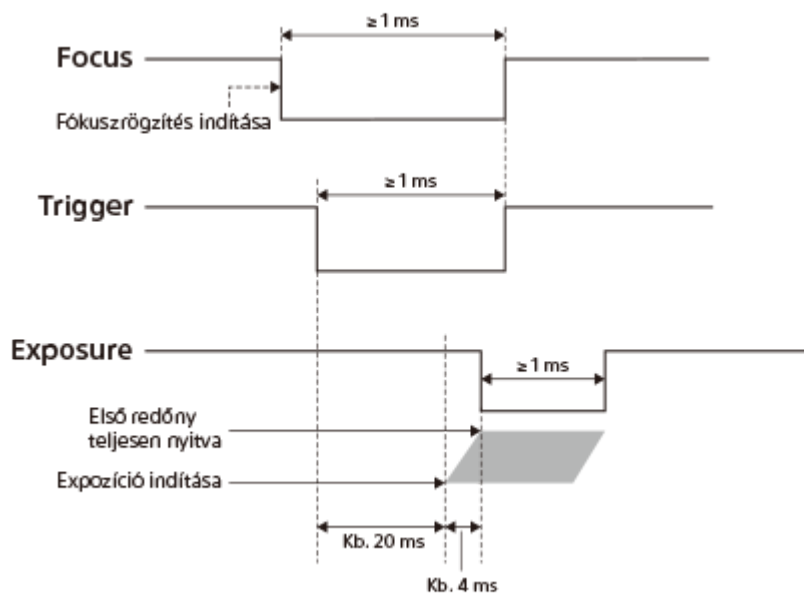 ≥ 1 ms
Focus
Fókuszrögzítés indítása
≥ 1 ms
Trigger
Exposure
≥ 1 ms
Első redőny
teljesen nyitva
Expozíció indítása
Kb. 20 ms
Kb. 4 ms